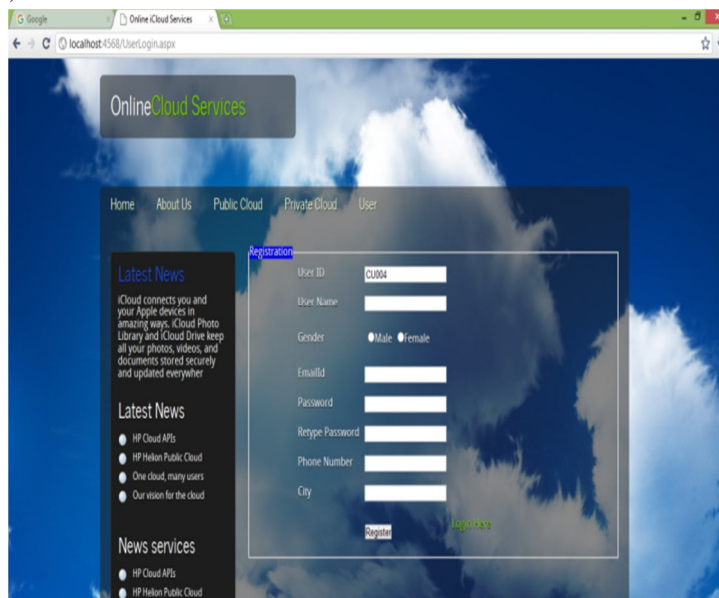 Google
Online iCloud Services
localhost:4568/UserLogin.aspx
OnlineCloud Services
Home About Us Public Cloud Private Cloud User
Latest News
iCloud connects you and
your Apple devices in
amazing ways. iCloud Photo
Library and iCloud Drive keep
all your photos, videos, and
documents stored securely
and updated everywher
Latest News
HP Cloud APIs
HP Helion Public Cloud
One cloud, many users
Our vision for the cloud
News services
HP Cloud APIs
HP Helion Public Cloud
Registration
User ID CU004
User Name
Gender Male Female
EmailId
Password
Retype Password
Phone Number
City
Register Login Here